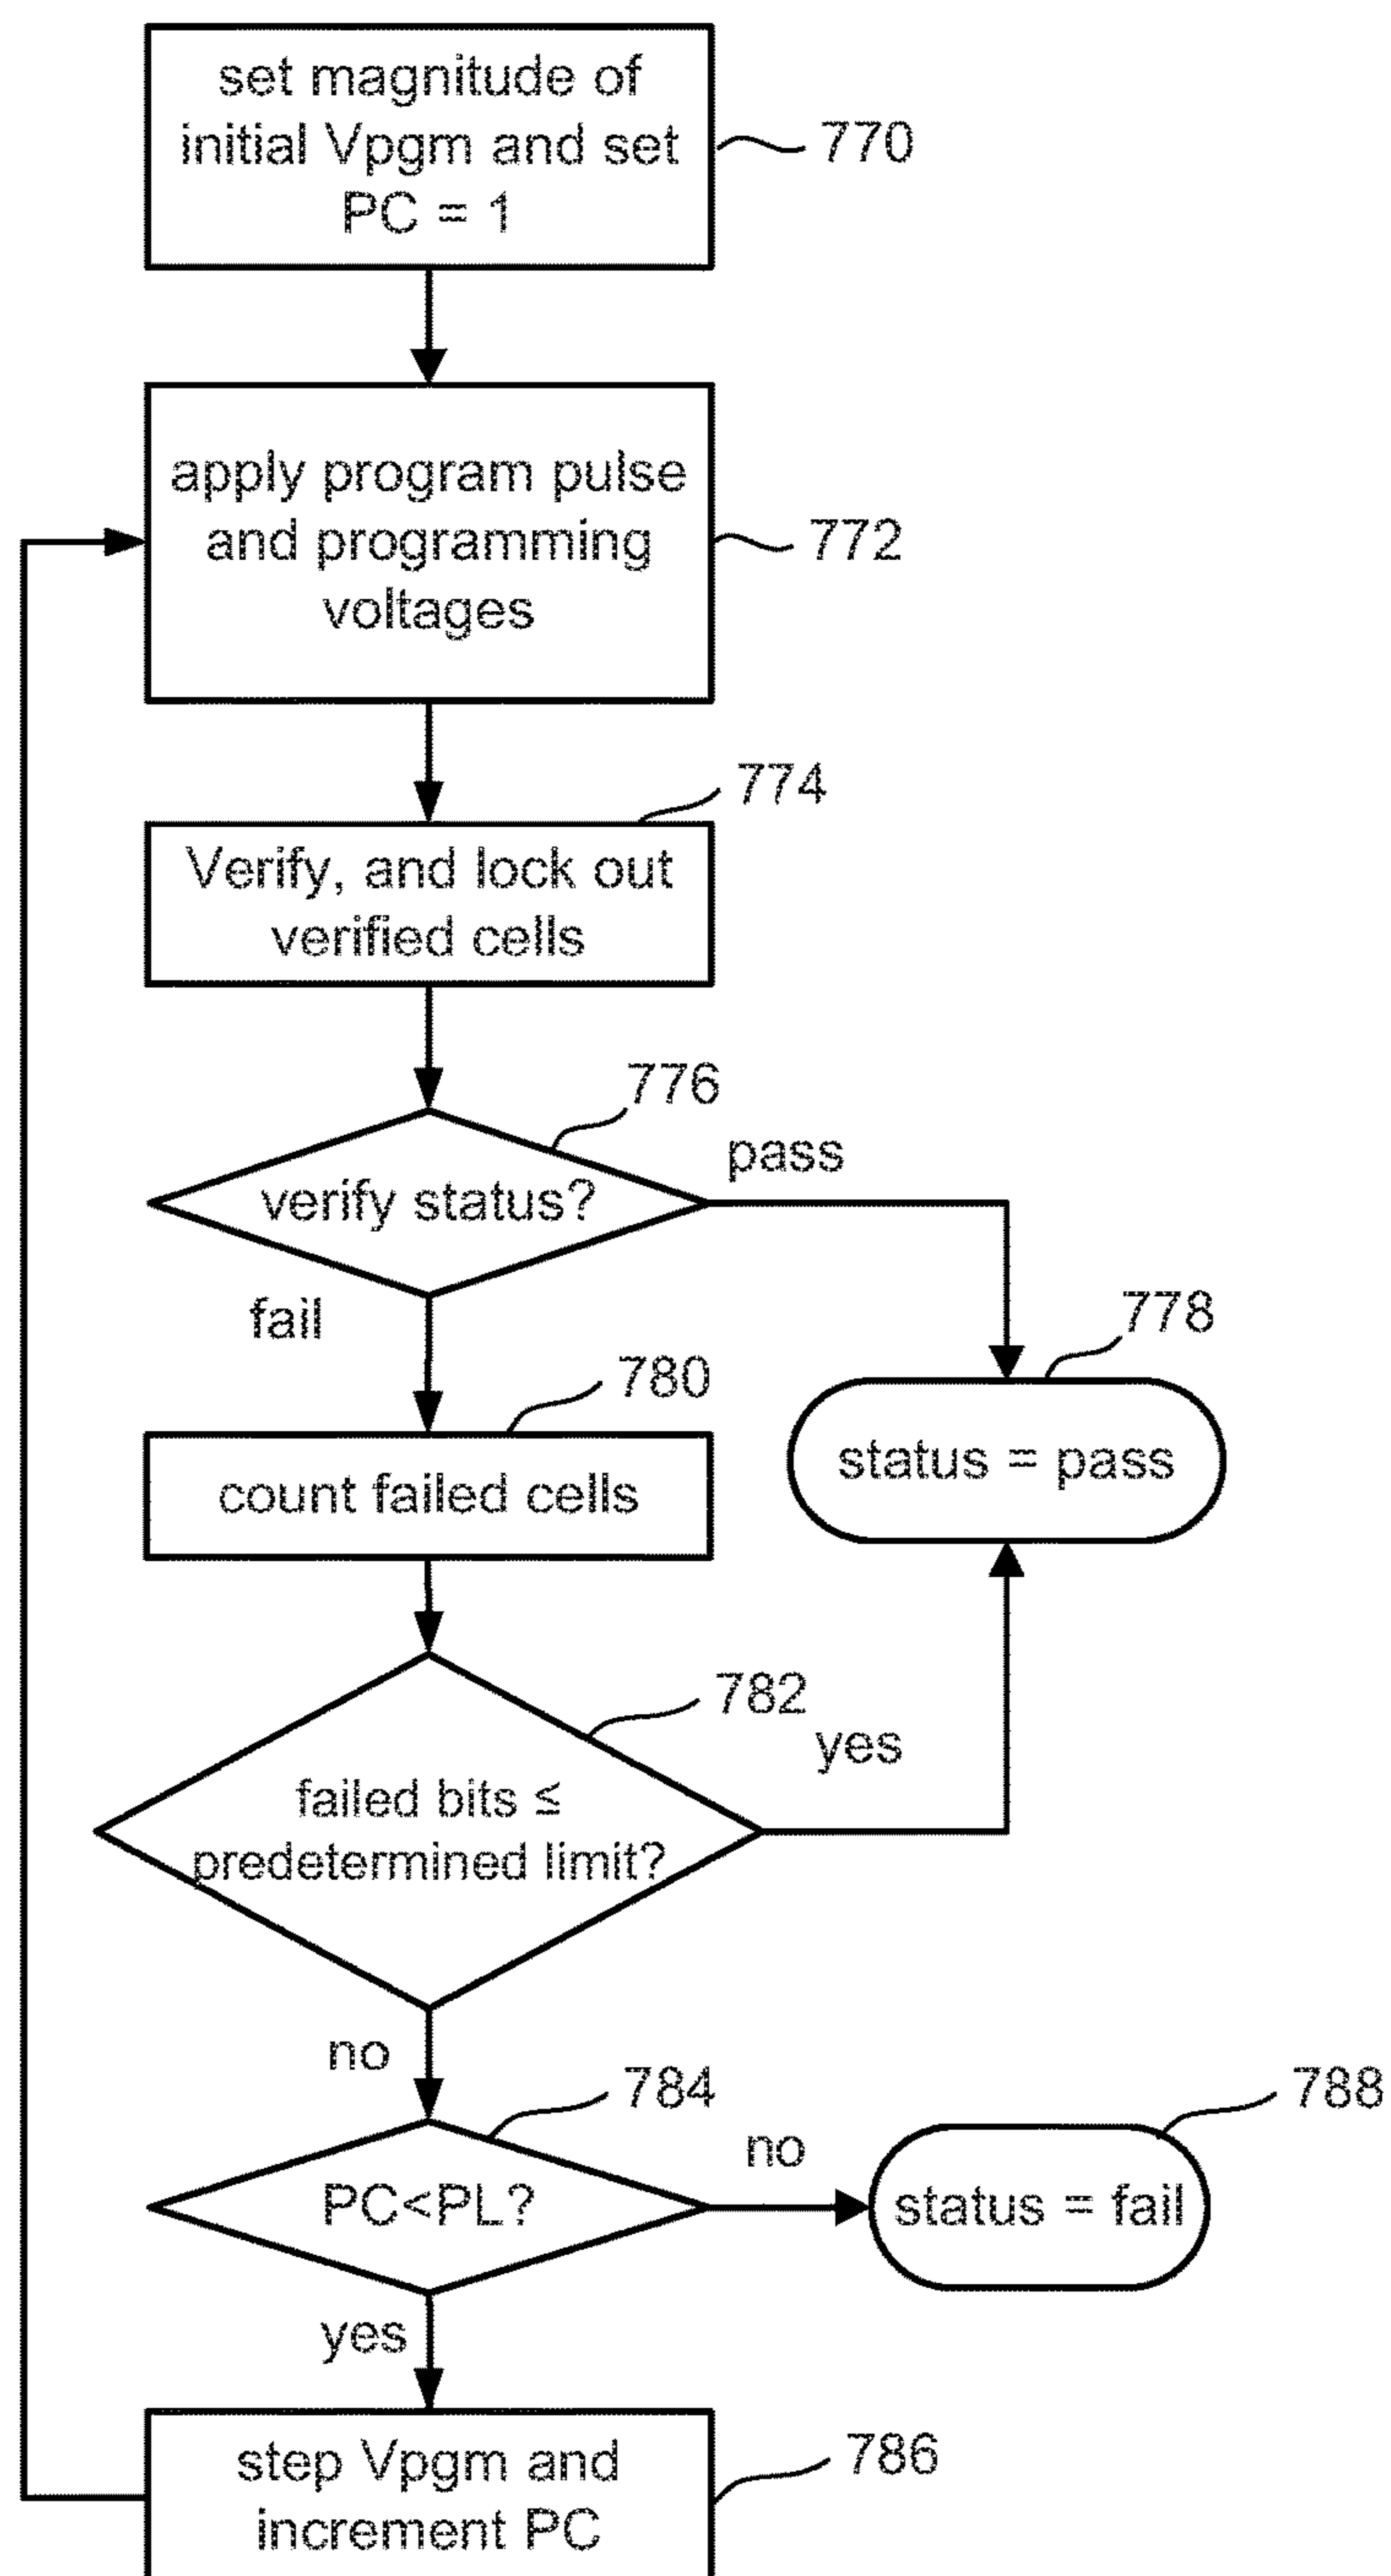 set magnitude of
initial Vpgm and set
PC = 1
770
apply program pulse
and programming
voltages
772
774
Verify, and lock out
verified cells
776
verify status?
pass
fail
778
status = pass
780
count failed cells
782
yes
failed bits ≤
predetermined limit?
no
784
PC<PL?
no
788
status = fail
yes
step Vpgm and
increment PC
786